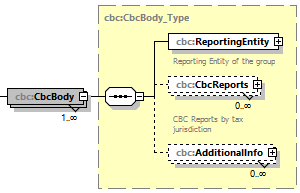 cbc:CbcBody_Type
cbc:ReportingEntity
Reporting Entity of the group
cbc:CbcBody
1..∞
cbc:CbcReports
0..∞
CBC Reports by tax
jurisdiction
cbc:AdditionalInfo
0..∞